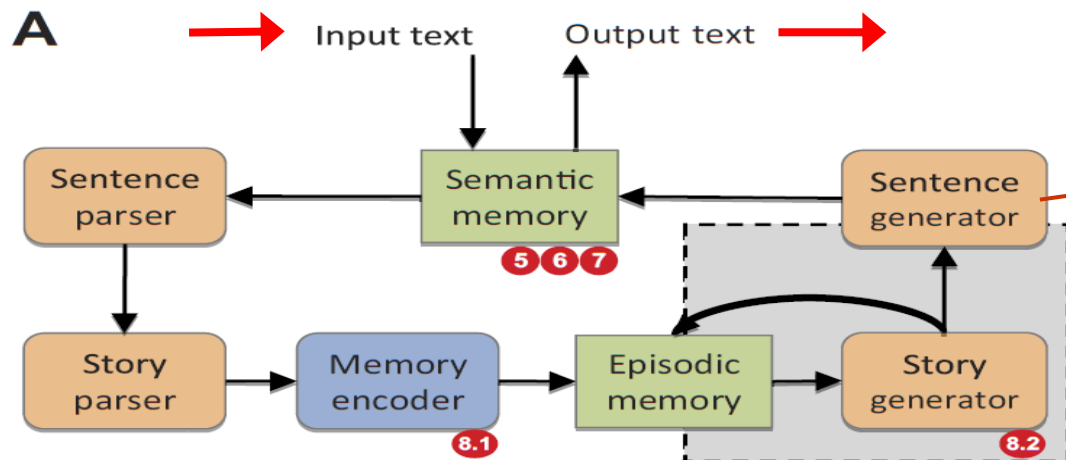 A
Input text
Output text
Sentence
parser
Semantic
memory
5 6 7
Sentence
generator
Story
parser
Memory
encoder
8.1
Episodic
memory
Story
generator
8.2